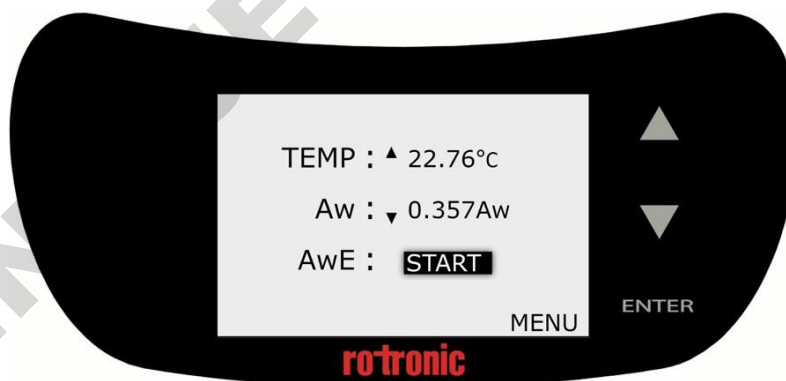 TEMP : ▲ 22.76°C
Aw : ▼ 0.357Aw
AwE : START
MENU
ENTER
rotronic